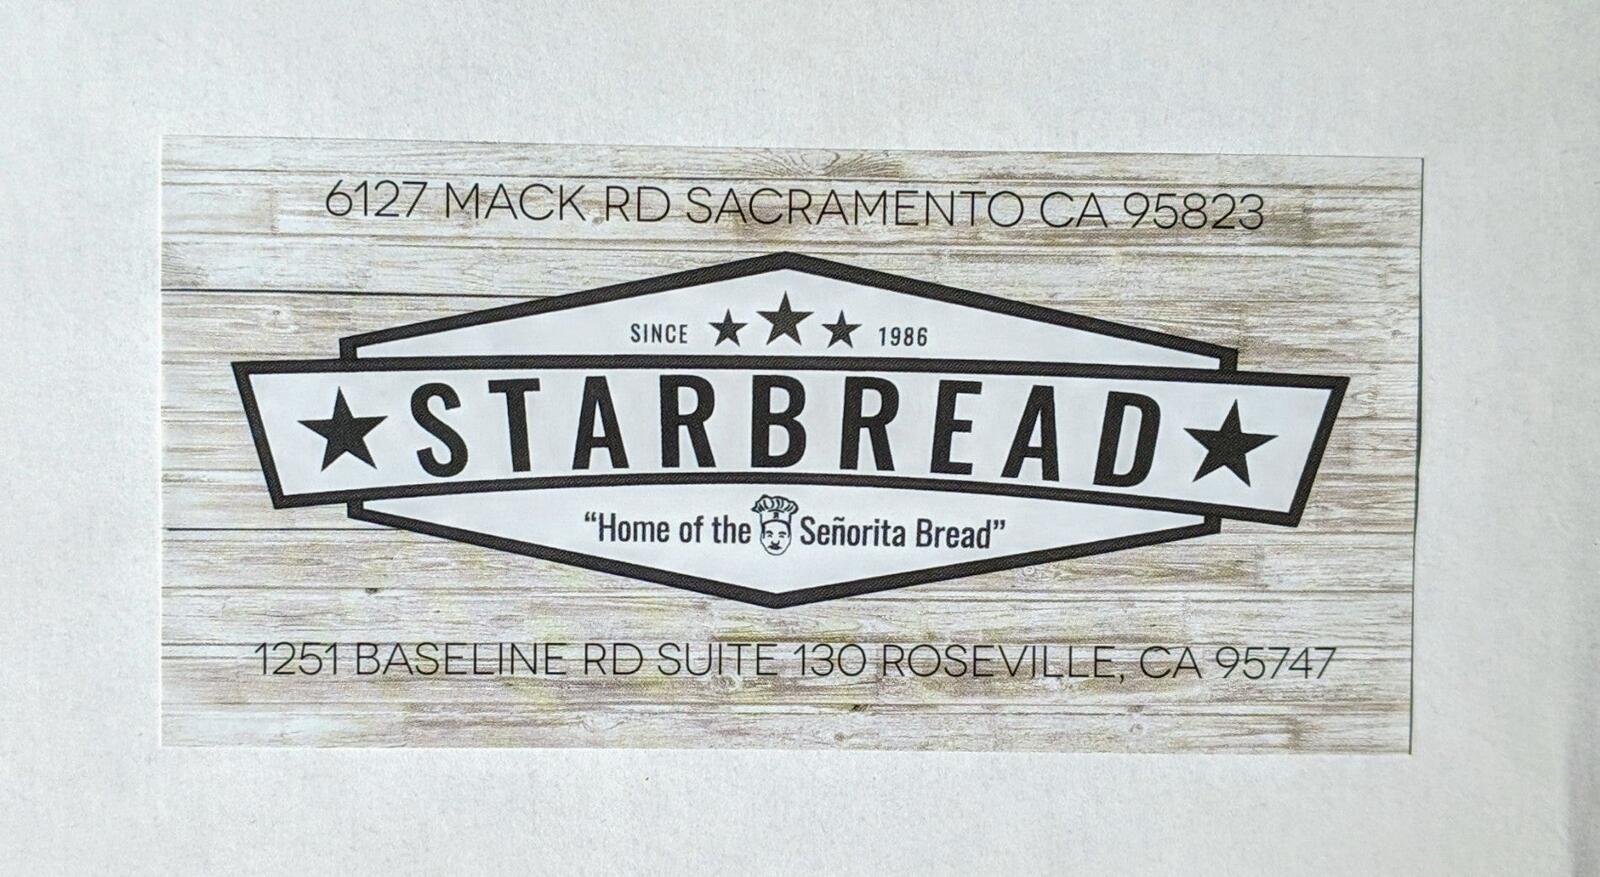 6127 MACK RD SACRAMENTO CA 95823
SINCE 1986
STARBREAD
“Home of the Señorita Bread”
1251 BASELINE RD SUITE 130 ROSEVILLE, CA 95747